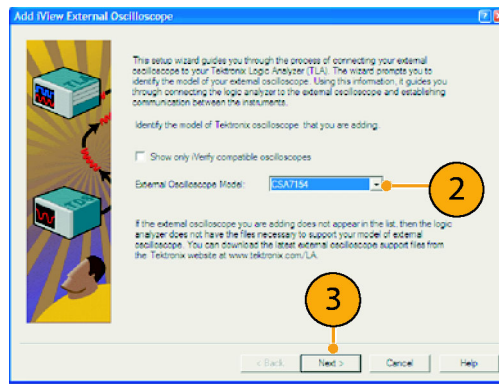 Add iView External Oscilloscope
This setup wizard guides you through the process of connecting your external
oscilloscope to your Tektronix Logic Analyzer (TLA). The wizard prompts you to
identify the model of your external oscilloscope. Using this information, it guides you
through connecting the logic analyzer to the external oscilloscope and establishing
communication between the instruments.
Identify the model of Tektronix oscilloscope that you are adding.
Show only iVerify compatible oscilloscopes
External Oscilloscope Model: CSA7154
2
If the external oscilloscope you are adding does not appear in the list, then the logic
analyzer does not have the files necessary to support your model of external
oscilloscope. You can download the latest external oscilloscope support files from
the Tektronix website at www.tektronix.com/LA.
TLA
TDS
3
< Back Next > Cancel Help